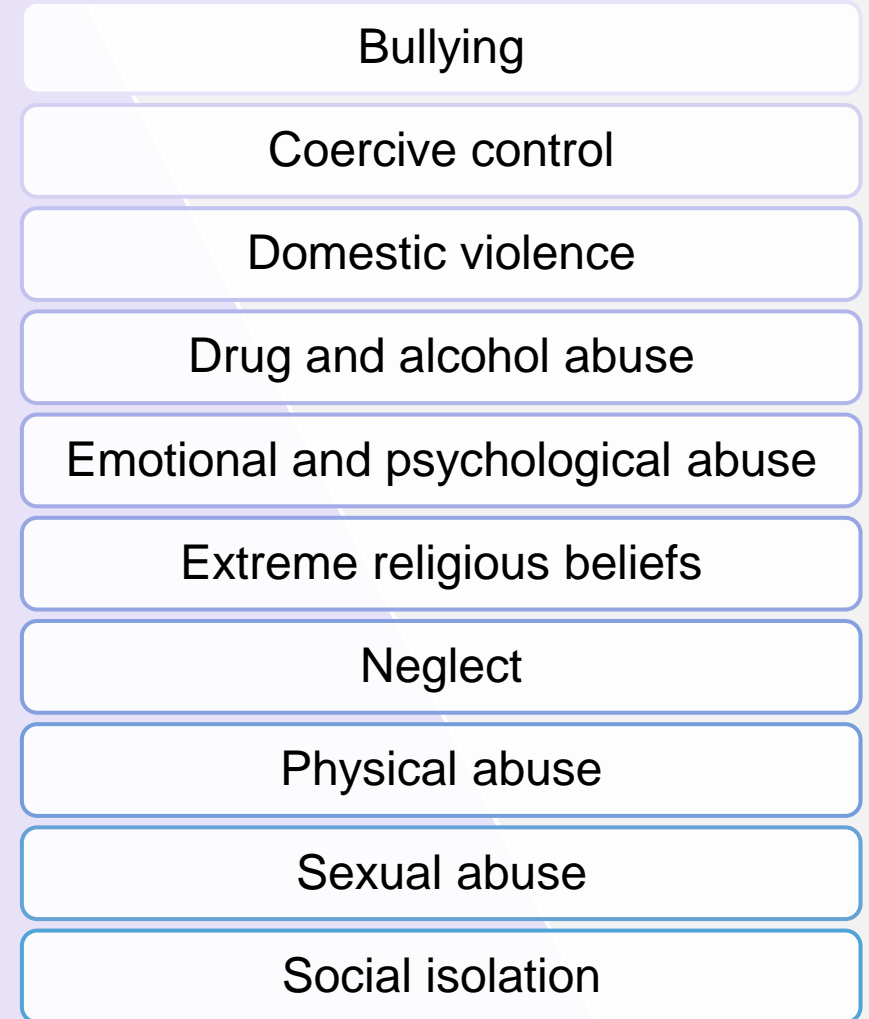 Bullying
Coercive control
Domestic violence
Drug and alcohol abuse
Emotional and psychological abuse
Extreme religious beliefs
Neglect
Physical abuse
Sexual abuse
Social isolation